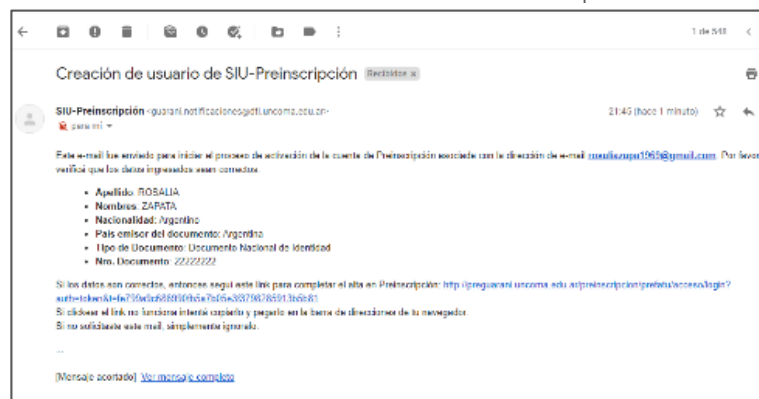 1 de 548
Creación de usuario de SIU-Preinscripción Recibidos x
SIU-Preinscripción 21:45 (hace 1 minuto)
para mí
Este e-mail fue enviado para iniciar el proceso de activación de la cuenta de Preinscripción asociada con la dirección de e-mail Por favor
verificá que los datos ingresados sean correctos.
• Apellido: ROSALIA
• Nombres: ZAPATA
• Nacionalidad: Argentino
• País emisor del documento: Argentina
• Tipo de Documento: Documento Nacional de Identidad
• Nro. Documento: 22222222
Si los datos son correctos, entonces seguí este link para completar el alta en Preinscripción:
Si clickear el link no funciona intentá copiarlo y pegarlo en la barra de direcciones de tu navegador.
Si no solicitaste este mail, simplemente ignoralo.
...
[Mensaje acortado] Ver mensaje completo